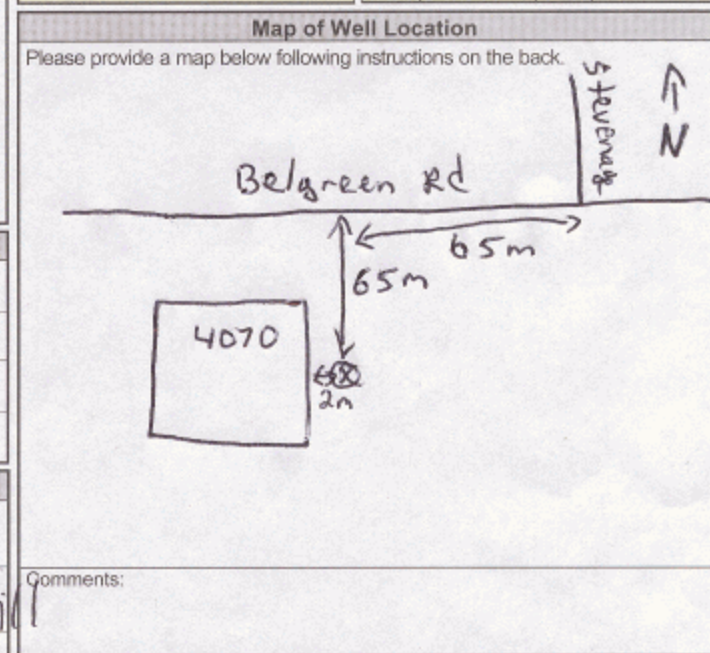 Map of Well Location
Please provide a map below following instructions on the back.
Stevenage
N
Belgreen Rd
65m
65m
4070
2m
Comments: